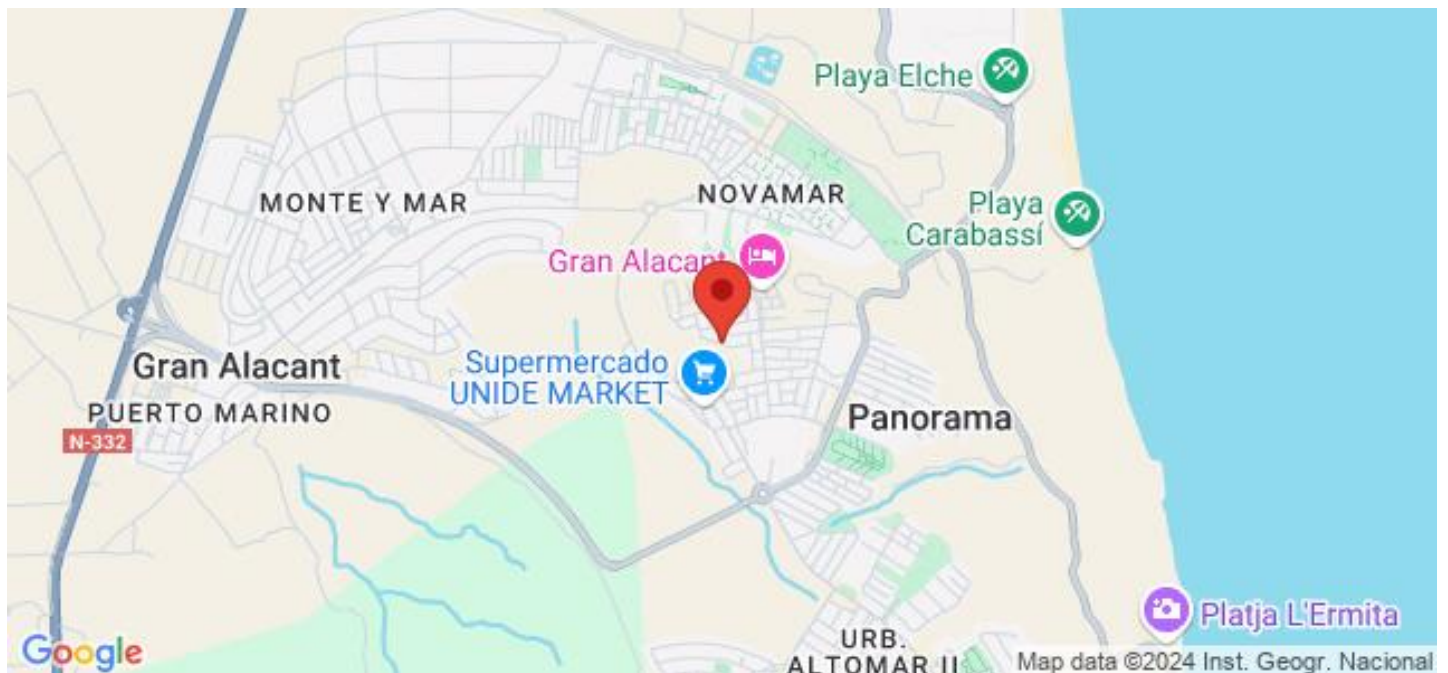 Playa Elche
MONTE Y MAR
NOVAMAR
Playa
Carabassí
Gran Alacant
Supermercado
UNIDE MARKET
Gran Alacant
PUERTO MARINO
N-332
Panorama
Platja L'Ermita
URB.
ALTOMAR II
Google
Map data ©2024 Inst. Geogr. Nacional